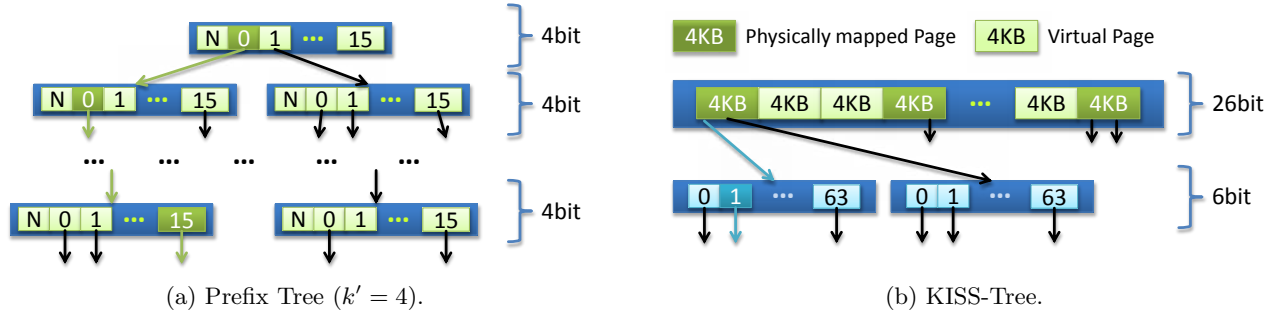 N 0 1 ··· 15
4bit
N 0 1 ··· 15
N 0 1 ··· 15
4bit
··· ··· ··· ··· ···
N 0 1 ··· 15
N 0 1 ··· 15
4bit
(a) Prefix Tree (k′ = 4).
4KB Physically mapped Page
4KB Virtual Page
4KB 4KB 4KB 4KB ··· 4KB 4KB
26bit
0 1 ··· 63
0 1 ··· 63
6bit
(b) KISS-Tree.